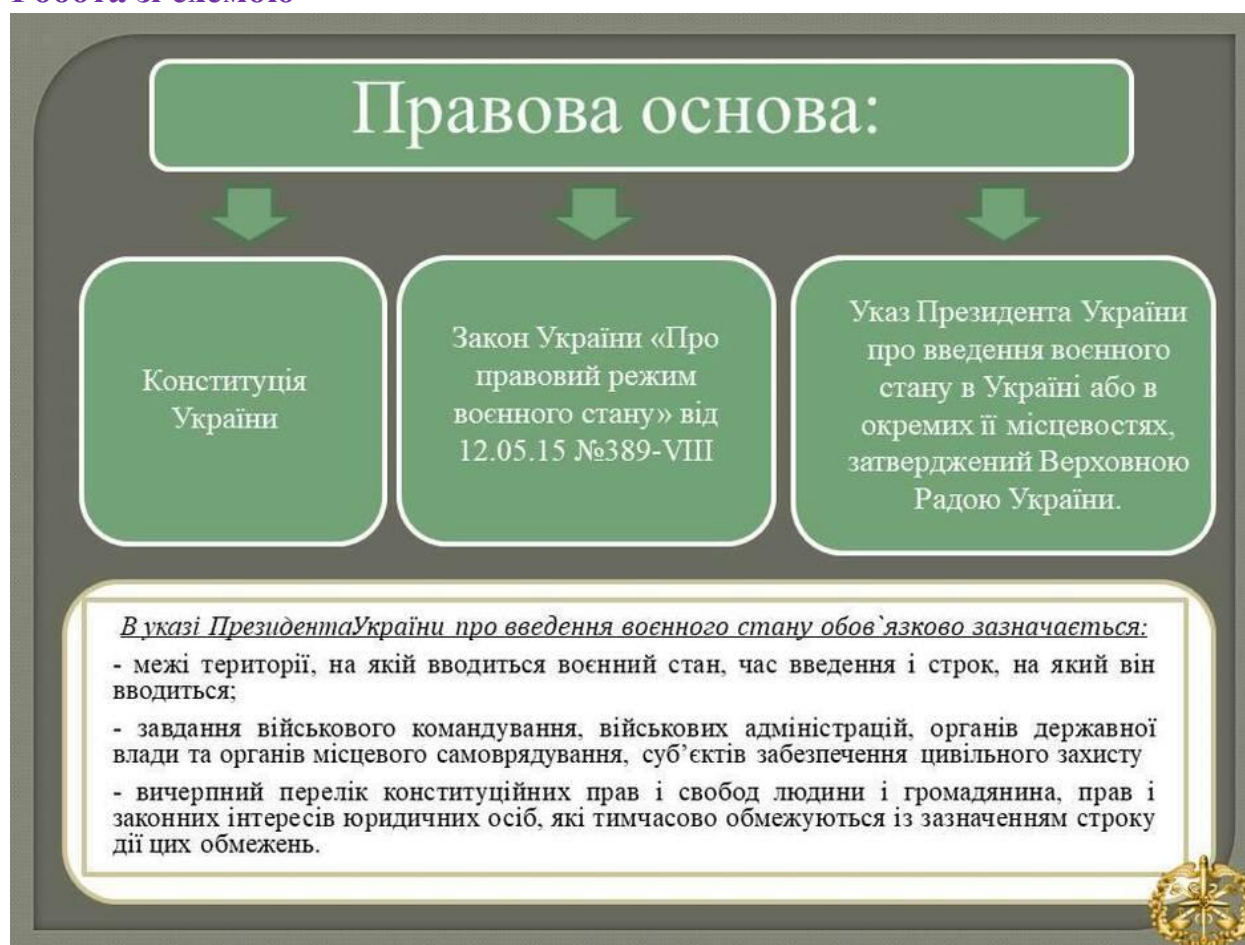 Робота зі схемою
Правова основа:
Конституція
України
Закон України «Про
правовий режим
воєнного стану» від
12.05.15 №389-VIII
Указ Президента України
про введення воєнного
стану в Україні або в
окремих її місцевостях,
затверджений Верховною
Радою України.
В указі ПрезидентаУкраїни про введення воєнного стану обов`язково зазначається:
- межі території, на якій вводиться воєнний стан, час введення і строк, на який він
вводиться;
- завдання військового командування, військових адміністрацій, органів державної
влади та органів місцевого самоврядування, суб’єктів забезпечення цивільного захисту
- вичерпний перелік конституційних прав і свобод людини і громадянина, прав і
законних інтересів юридичних осіб, які тимчасово обмежуються із зазначенням строку
дії цих обмежень.